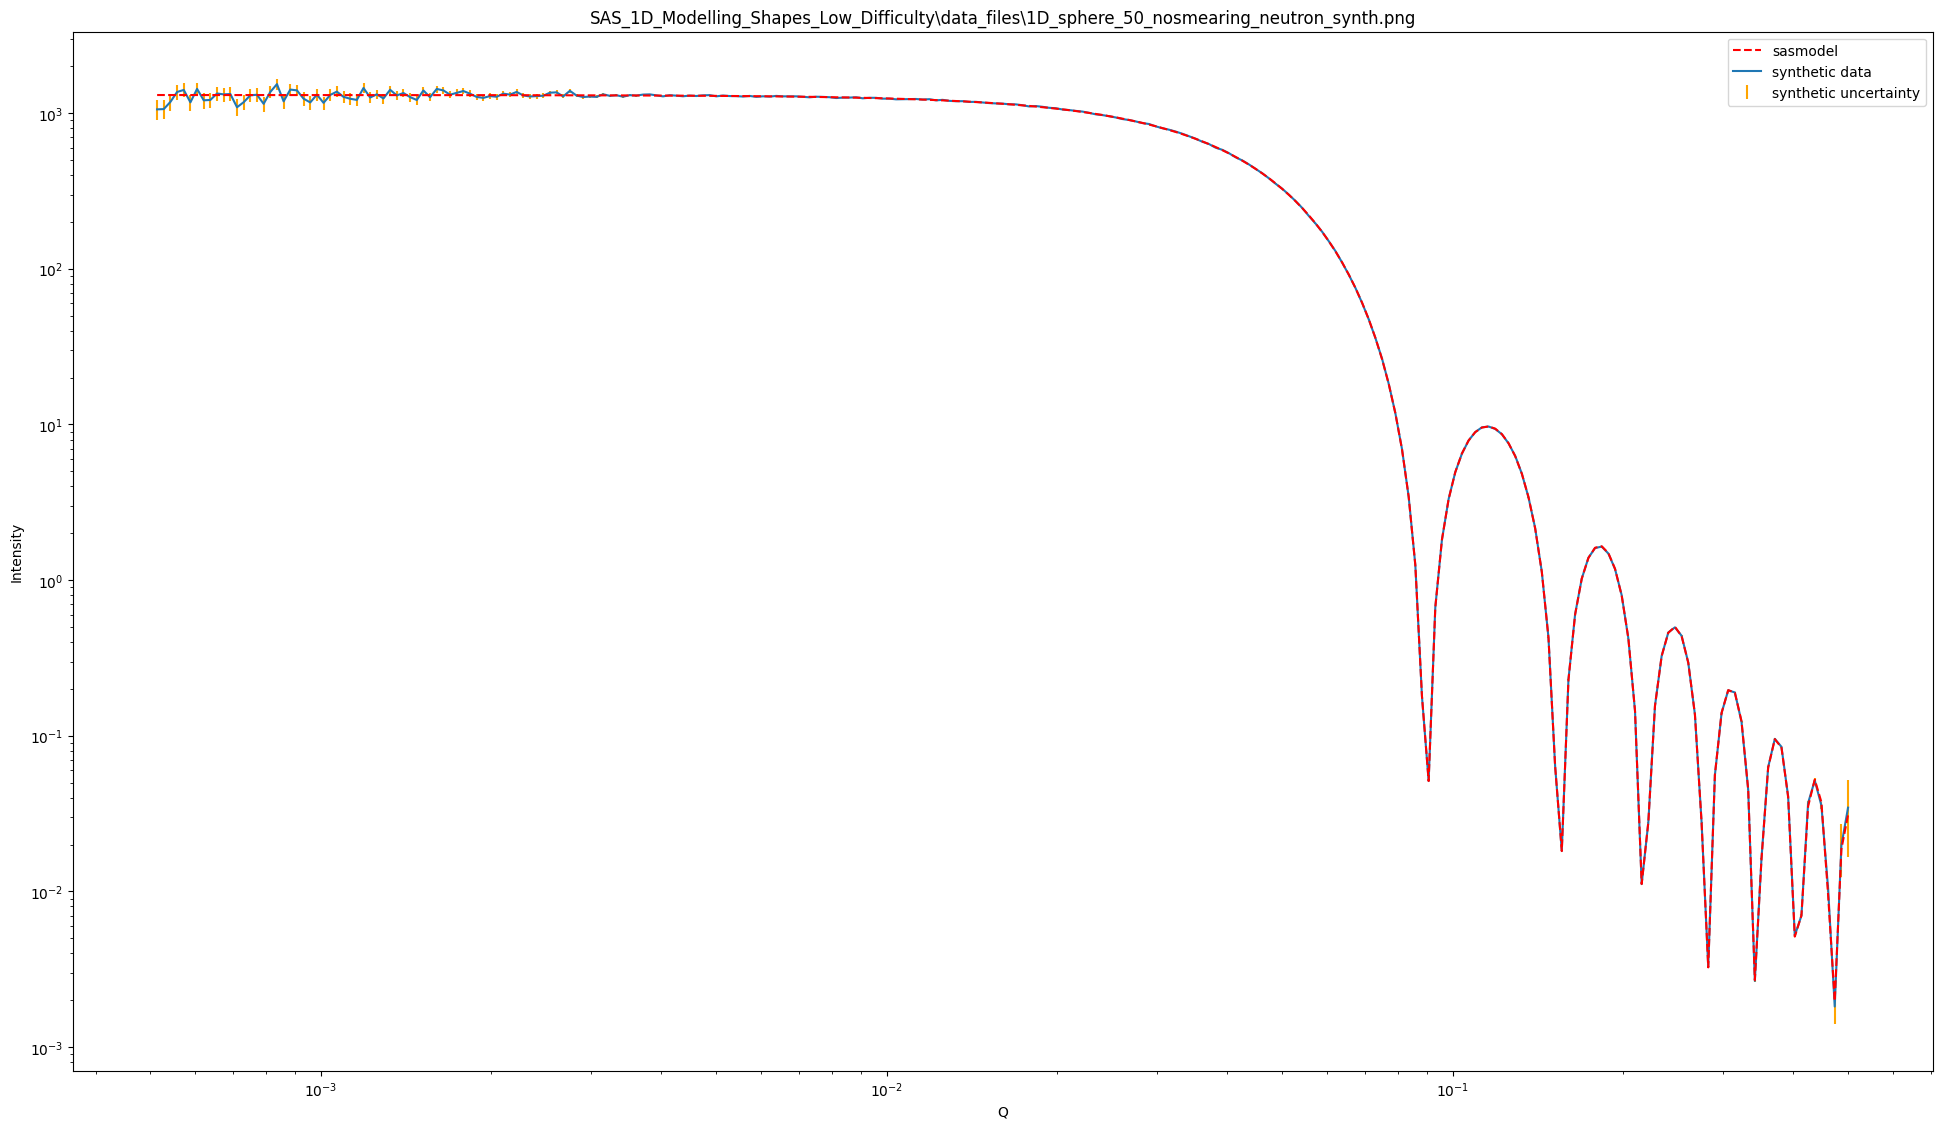 SAS_1D_Modelling_Shapes_Low_Difficulty\data_files\1D_sphere_50_nosmearing_neutron_synth.png
sasmodel
synthetic data
synthetic uncertainty
Intensity
10³
10²
10¹
10⁰
10⁻¹
10⁻²
10⁻³
10⁻³
10⁻²
10⁻¹
Q